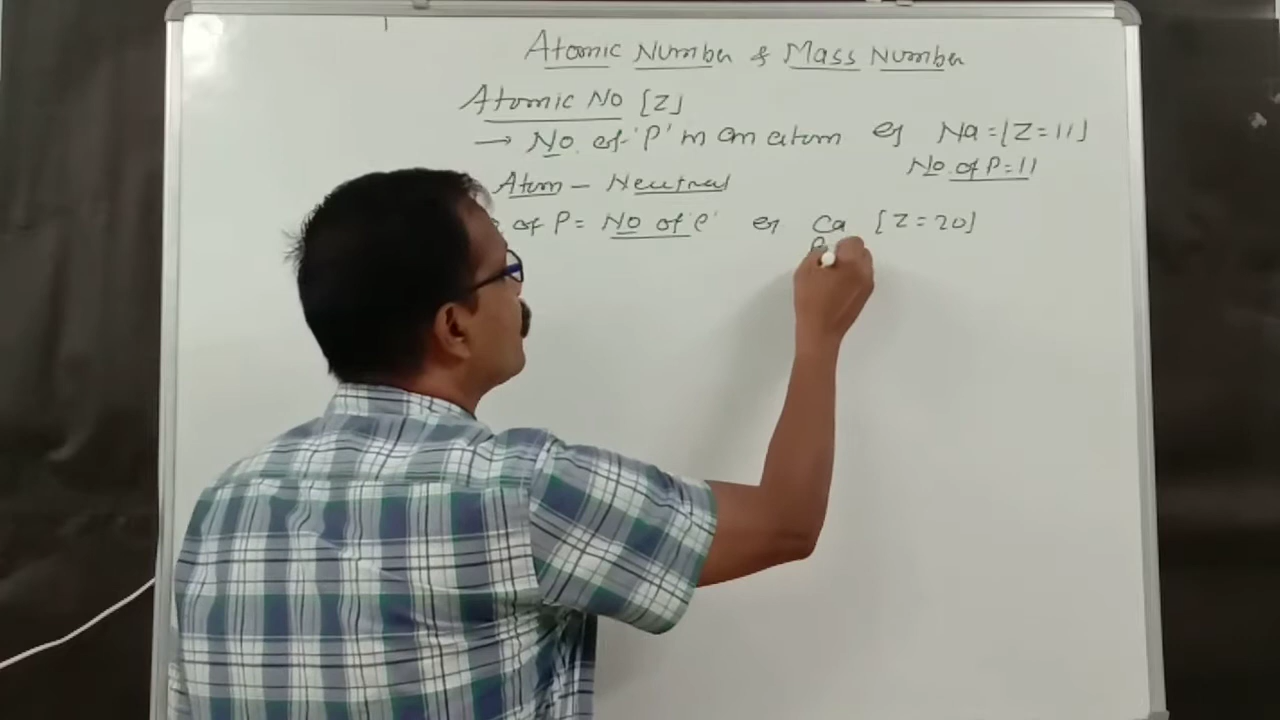 Atomic Number & Mass Number
Atomic No [Z]
→ No. of 'P' in an atom eg Na = [Z = 11]
No. of P = 11
Atom - Neutral
of P = No of 'e' eg Ca [Z = 20]
P